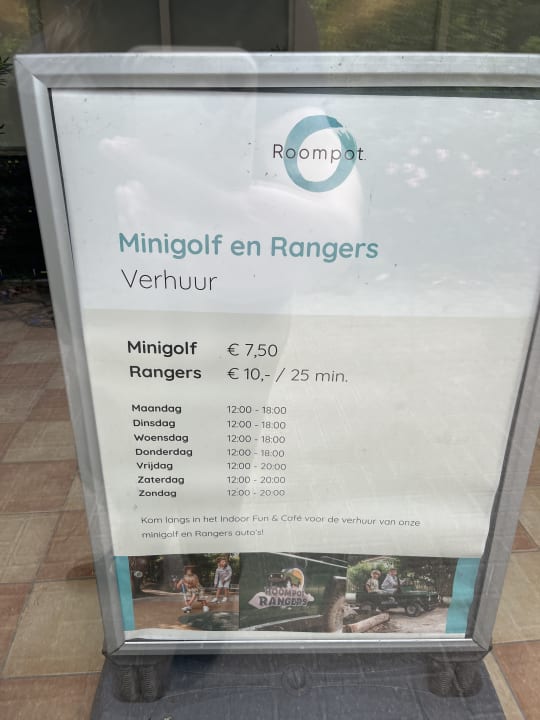 Roompot.
Minigolf en Rangers
Verhuur
Minigolf € 7,50
Rangers € 10,- / 25 min.
Maandag 12:00 - 18:00
Dinsdag 12:00 - 18:00
Woensdag 12:00 - 18:00
Donderdag 12:00 - 18:00
Vrijdag 12:00 - 20:00
Zaterdag 12:00 - 20:00
Zondag 12:00 - 20:00
Kom langs in het Indoor Fun & Café voor de verhuur van onze
minigolf en Rangers auto's!
ROOMPOT
RANGERS